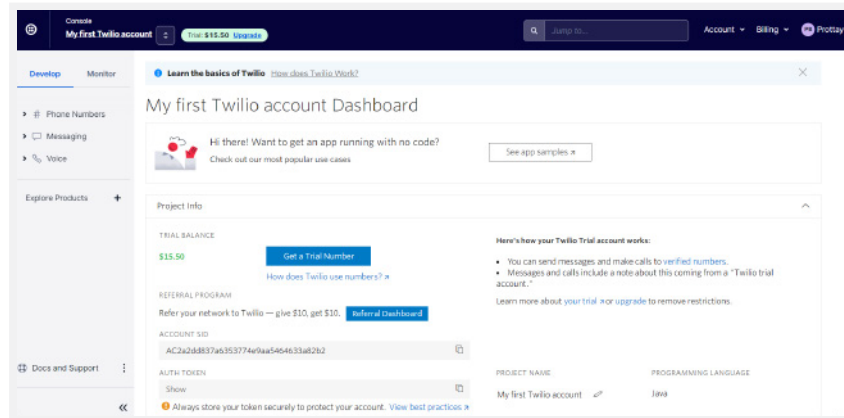 Console
My first Twilio account
Trial: $15.50 Upgrade
Jump to...
Account
Billing
PB Prottay
Develop
Monitor
Learn the basics of Twilio How does Twilio Work?
My first Twilio account Dashboard
# Phone Numbers
Messaging
Voice
Explore Products +
Hi there! Want to get an app running with no code?
Check out our most popular use cases
See app samples
Project Info
TRIAL BALANCE
$15.50
Get a Trial Number
How does Twilio use numbers?
REFERRAL PROGRAM
Refer your network to Twilio — give $10, get $10.
Referral Dashboard
ACCOUNT SID
AC2a2dd837a6353774e9aa5464633a82b2
AUTH TOKEN
Show
Always store your token securely to protect your account. View best practices
Here's how your Twilio Trial account works:
• You can send messages and make calls to verified numbers.
• Messages and calls include a note about this coming from a "Twilio trial
account."
Learn more about your trial or upgrade to remove restrictions.
PROJECT NAME
My first Twilio account
PROGRAMMING LANGUAGE
Java
Docs and Support